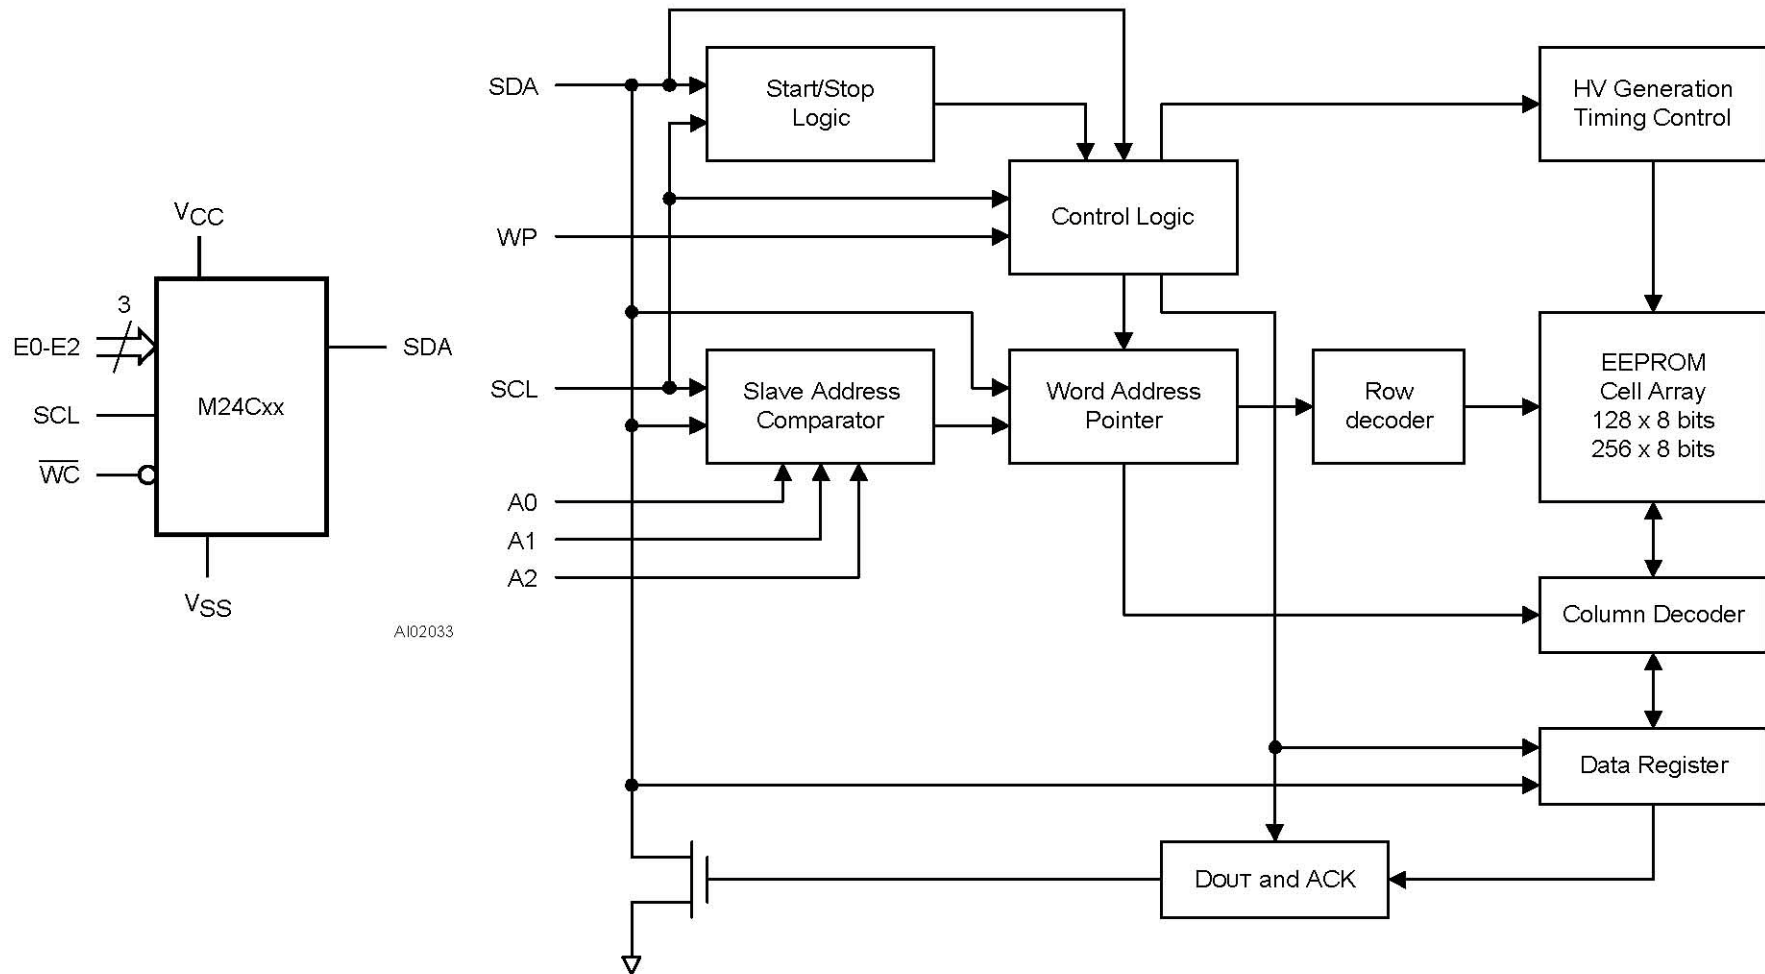 VCC
3
E0-E2
SCL
WC
M24Cxx
SDA
VSS
AI02033
SDA
WP
SCL
A0
A1
A2
Start/Stop
Logic
Control Logic
HV Generation
Timing Control
Slave Address
Comparator
Word Address
Pointer
Row
decoder
EEPROM
Cell Array
128 x 8 bits
256 x 8 bits
Column Decoder
Data Register
DOUT and ACK